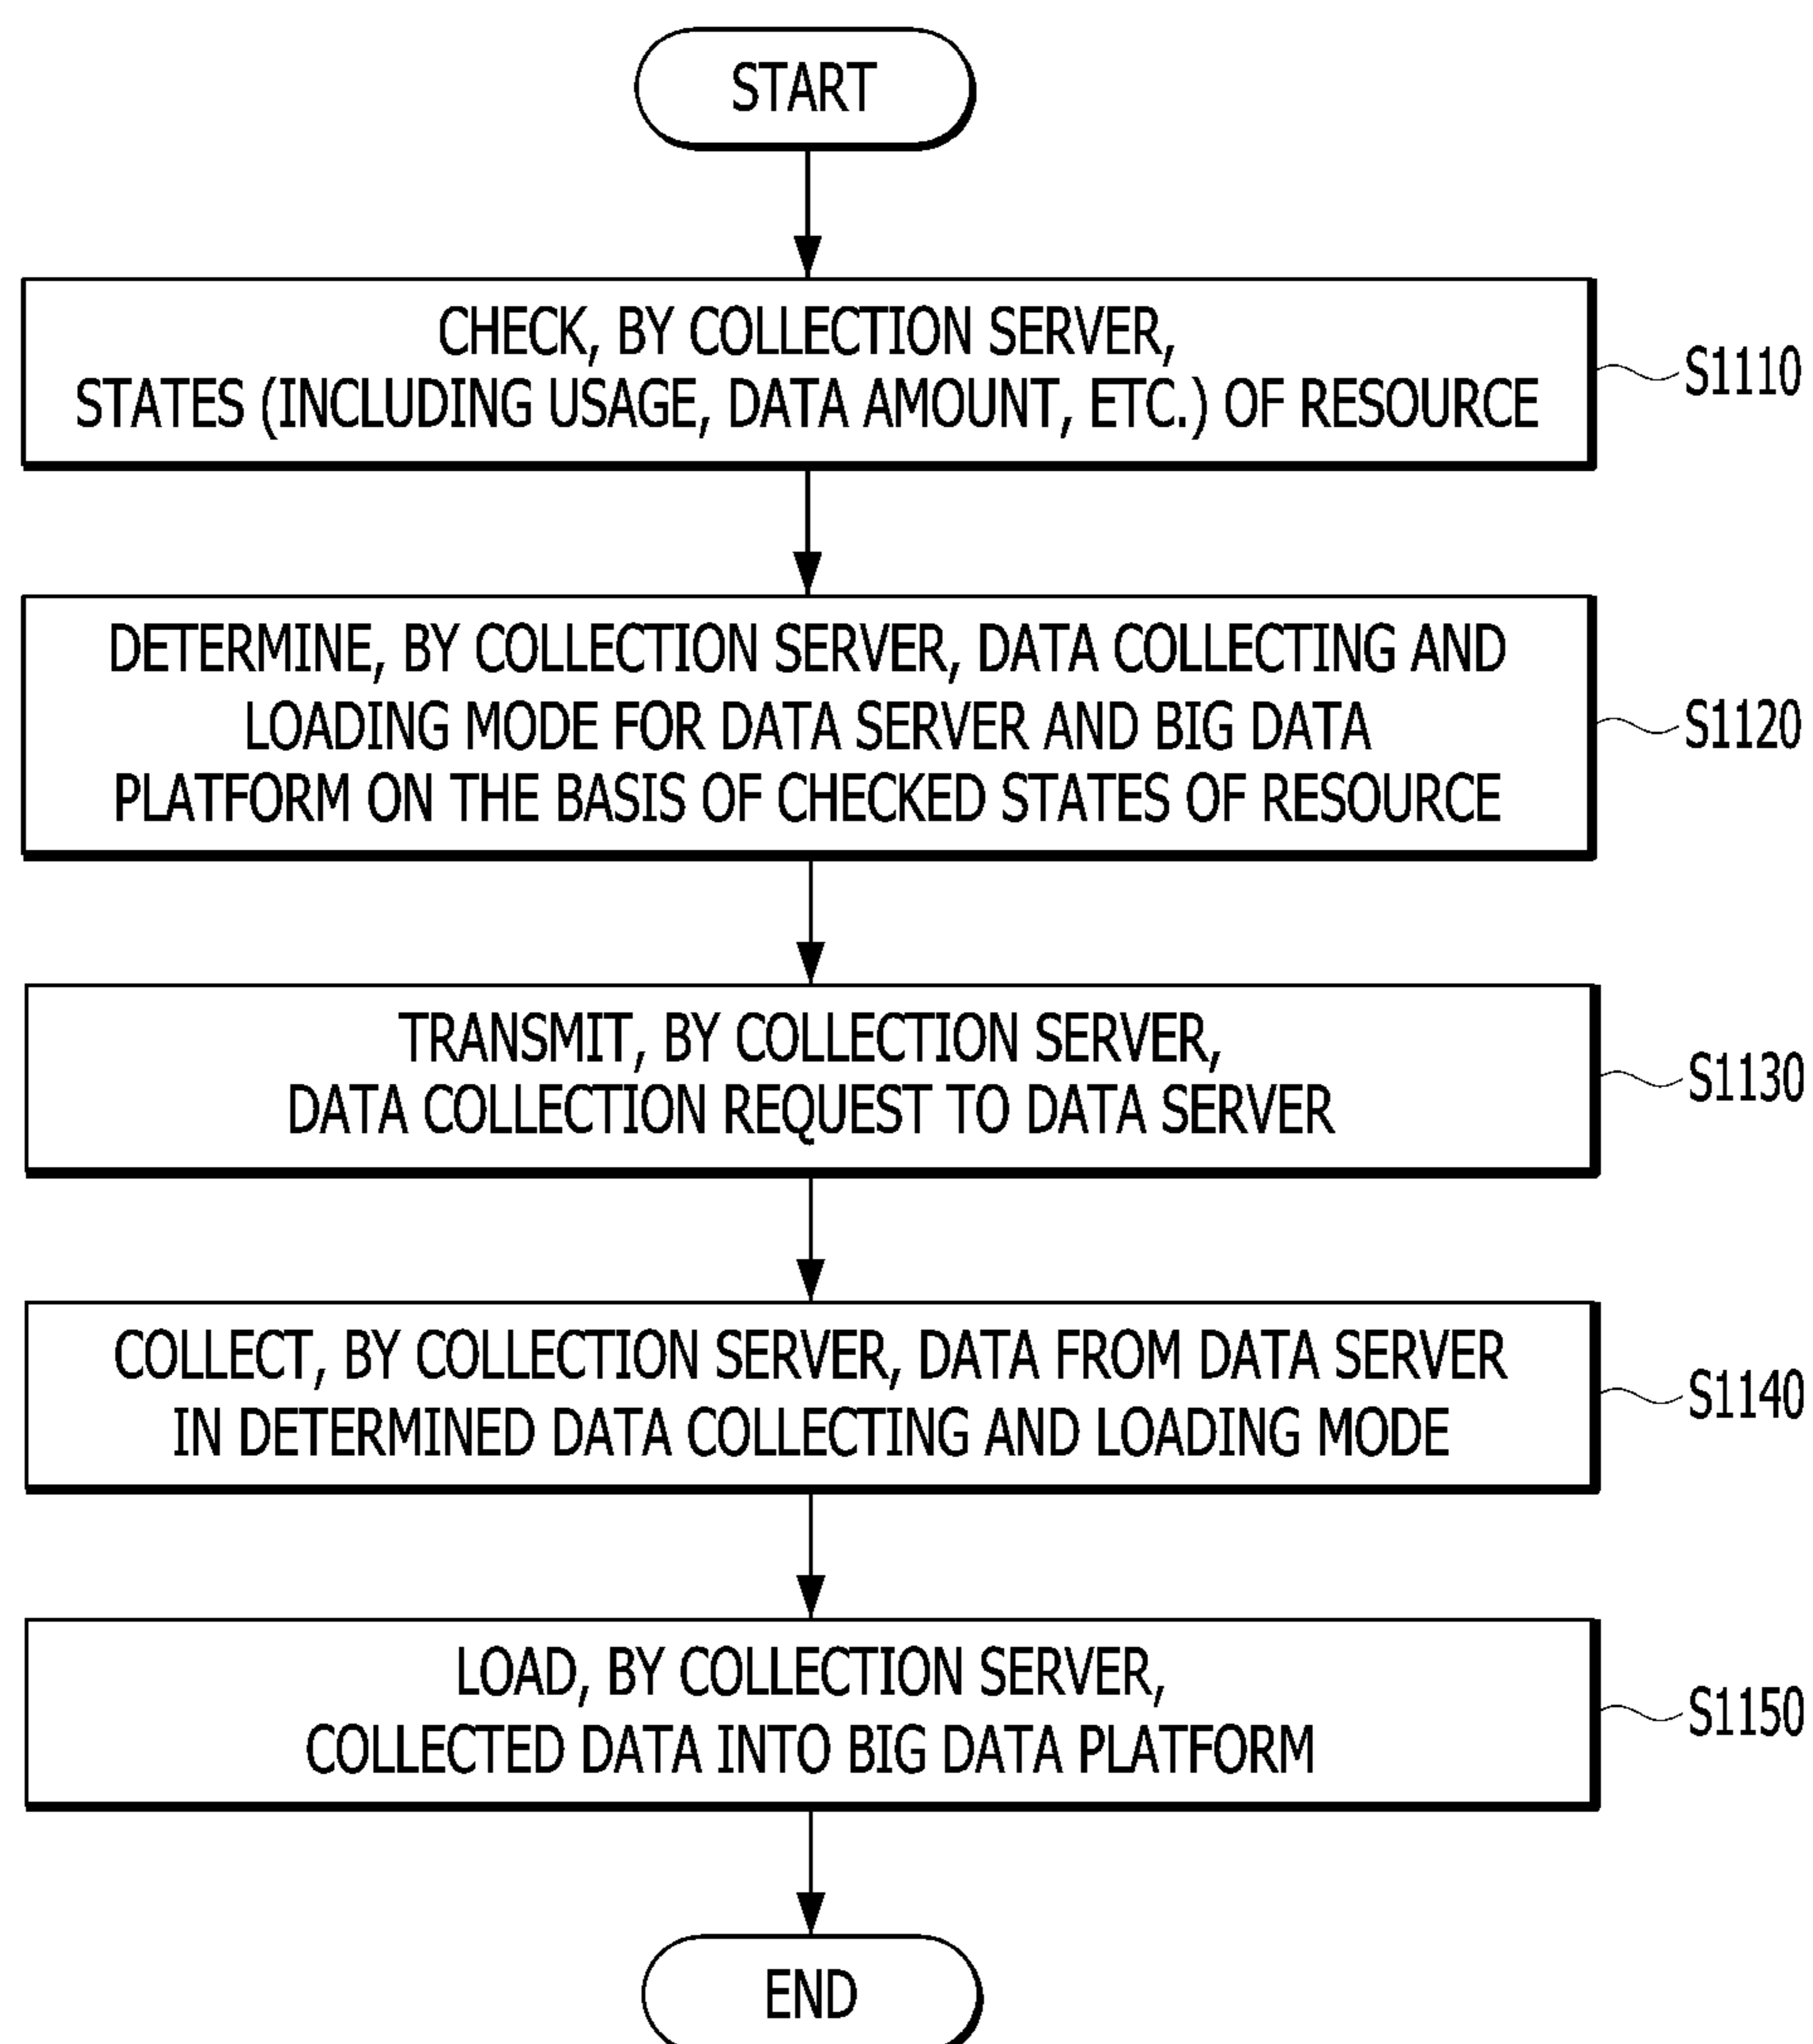 START
CHECK, BY COLLECTION SERVER,
STATES (INCLUDING USAGE, DATA AMOUNT, ETC.) OF RESOURCE
S1110
DETERMINE, BY COLLECTION SERVER, DATA COLLECTING AND
LOADING MODE FOR DATA SERVER AND BIG DATA
PLATFORM ON THE BASIS OF CHECKED STATES OF RESOURCE
S1120
TRANSMIT, BY COLLECTION SERVER,
DATA COLLECTION REQUEST TO DATA SERVER
S1130
COLLECT, BY COLLECTION SERVER, DATA FROM DATA SERVER
IN DETERMINED DATA COLLECTING AND LOADING MODE
S1140
LOAD, BY COLLECTION SERVER,
COLLECTED DATA INTO BIG DATA PLATFORM
S1150
END